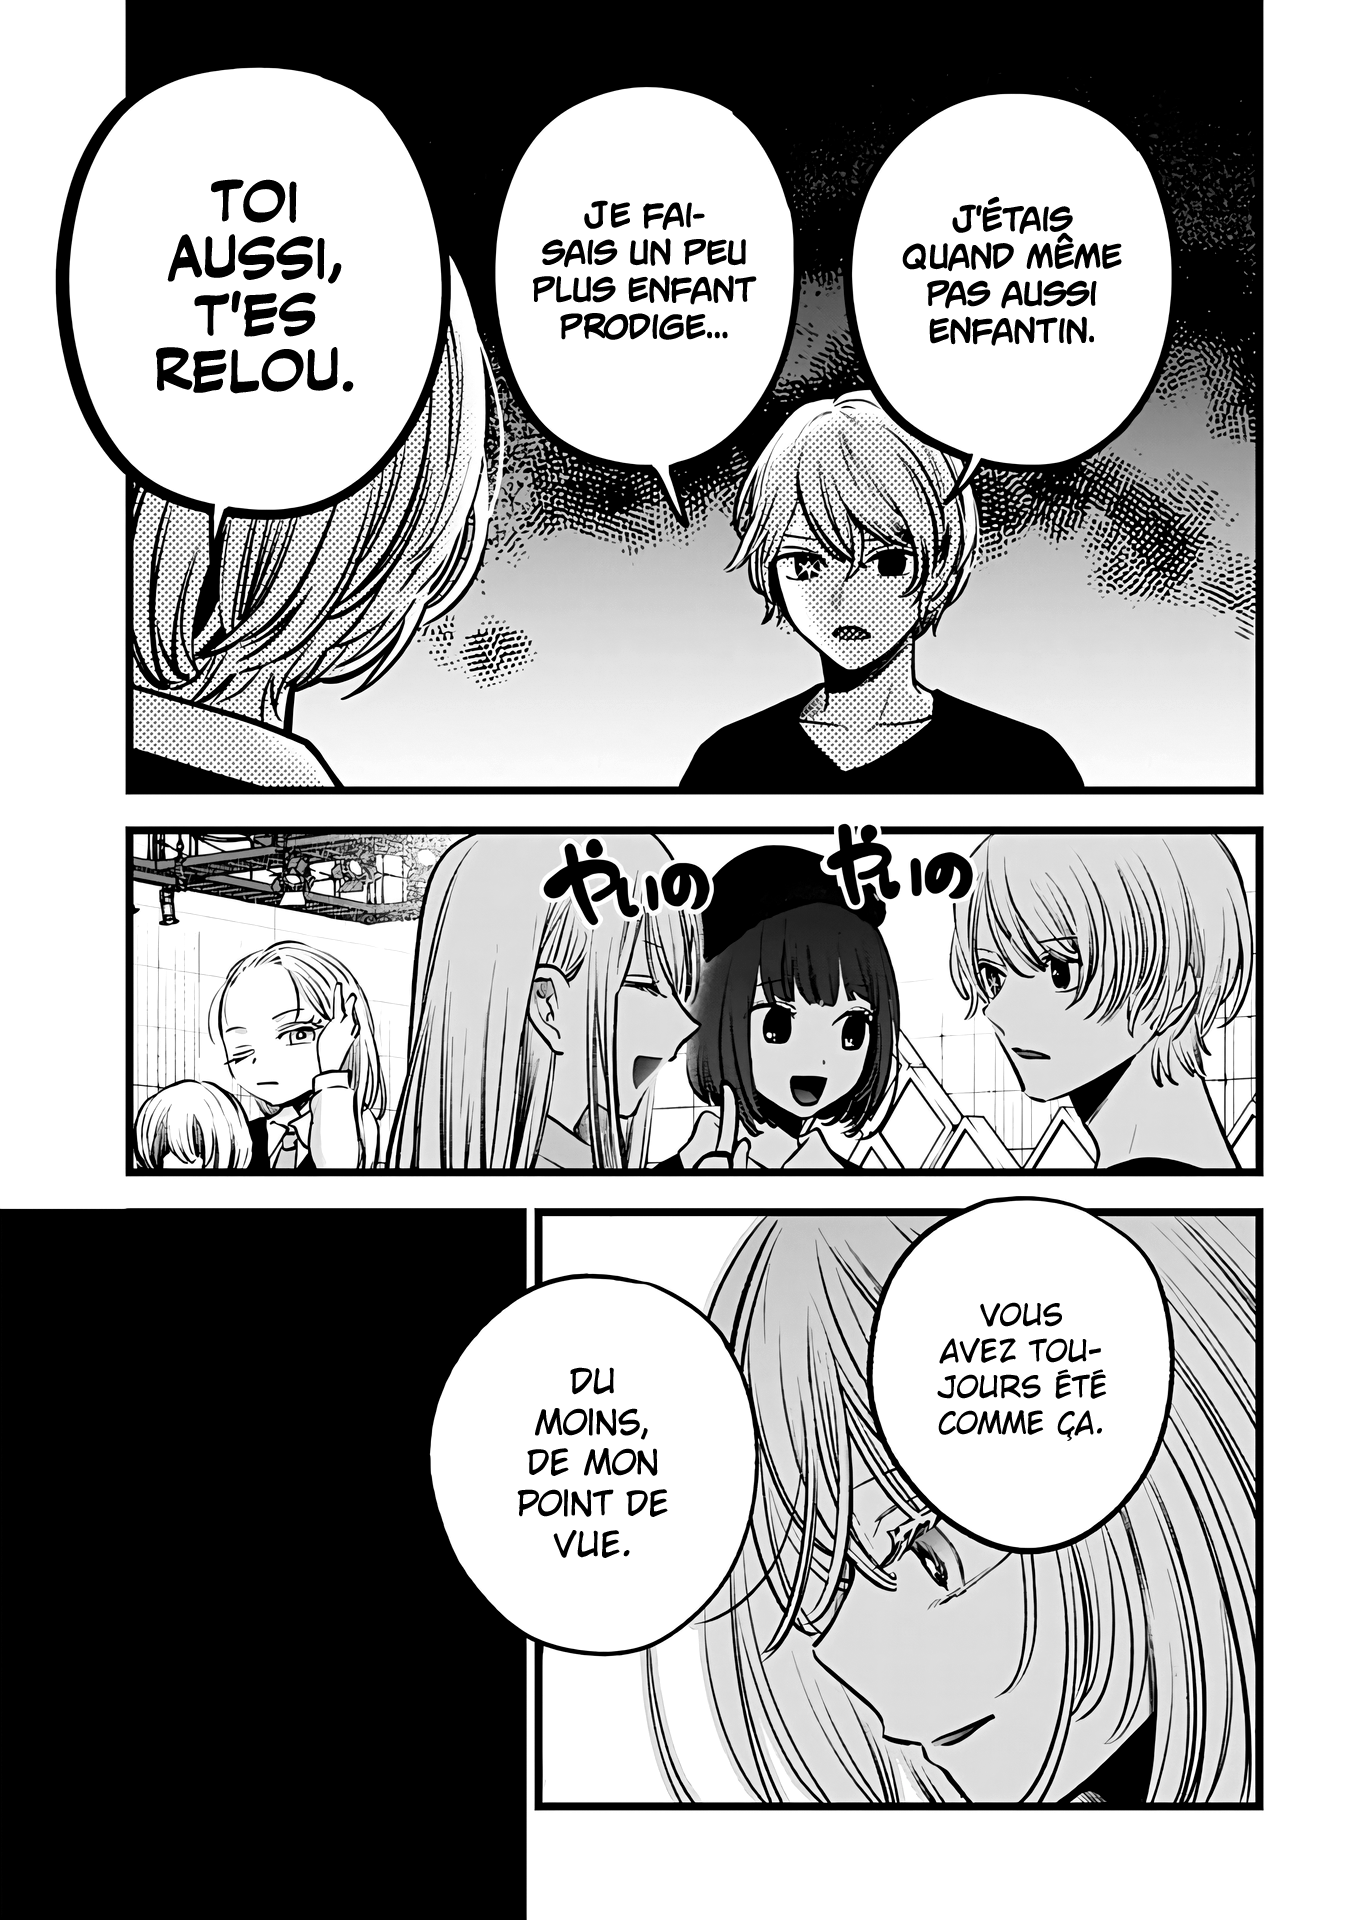 J'ÉTAIS
QUAND MÊME
PAS AUSSI
ENFANTIN.
JE FAI-
SAIS UN PEU
PLUS ENFANT
PRODIGE...
TOI
AUSSI,
T'ES
RELOU.
やいの
やいの
VOUS
AVEZ TOU-
JOURS ÉTÉ
COMME ÇA.
DU
MOINS,
DE MON
POINT DE
VUE.